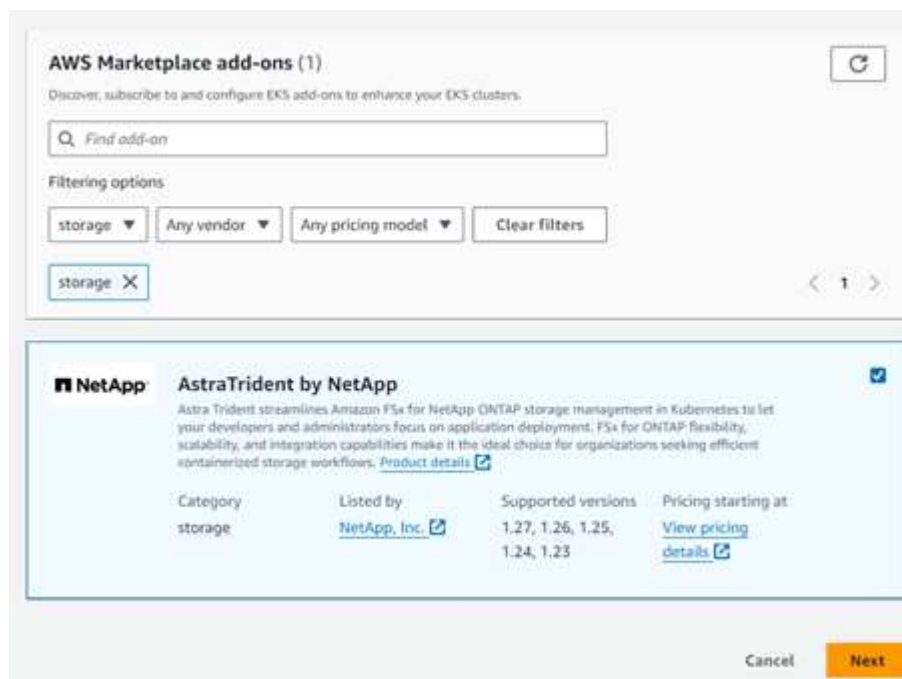 AWS Marketplace add-ons (1)
Discover, subscribe to and configure EKS add-ons to enhance your EKS clusters.
Find add-on
Filtering options
storage
Any vendor
Any pricing model
Clear filters
storage
1
NetApp
AstraTrident by NetApp
Astra Trident streamlines Amazon FSx for NetApp ONTAP storage management in Kubernetes to let
your developers and administrators focus on application deployment. FSx for ONTAP flexibility,
scalability, and integration capabilities make it the ideal choice for organizations seeking efficient
containerized storage workflows. Product details
Category
storage
Listed by
NetApp, Inc.
Supported versions
1.27, 1.26, 1.25,
1.24, 1.23
Pricing starting at
View pricing
details
Cancel
Next